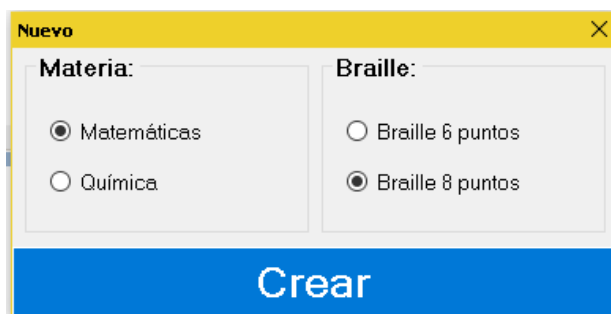 Nuevo
Materia:
Matemáticas
Química
Braille:
Braille 6 puntos
Braille 8 puntos
Crear